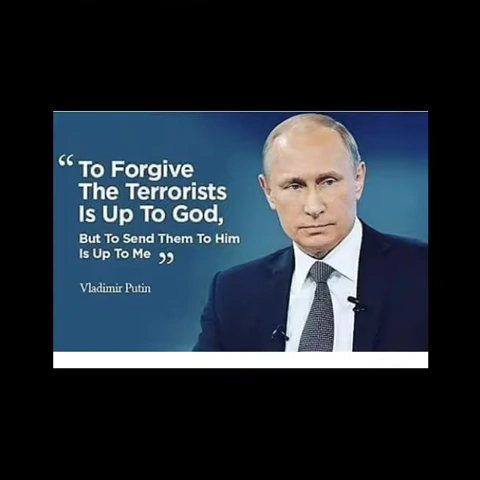 “ To Forgive
The Terrorists
Is Up To God,
But To Send Them To Him
Is Up To Me ”
Vladimir Putin